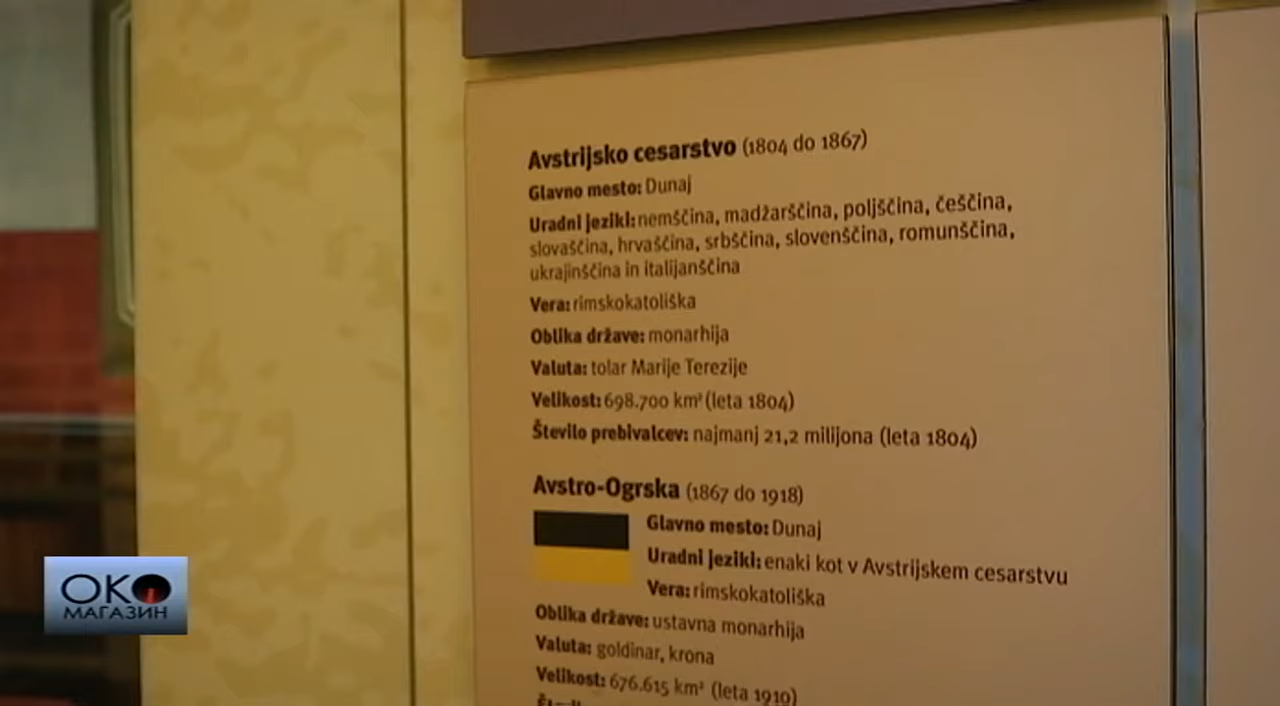 Avstrijsko cesarstvo (1804 do 1867)
Glavno mesto: Dunaj
Uradni jeziki: nemščina, madžarščina, poljščina, češčina,
slovaščina, hrvaščina, srbščina, slovenščina, romunščina,
ukrajinščina in italijanščina
Vera: rimskokatoliška
Oblika države: monarhija
Valuta: tolar Marije Terezije
Velikost: 698.700 km² (leta 1804)
Število prebivalcev: najmanj 21,2 milijona (leta 1804)
Avstro-Ogrska (1867 do 1918)
Glavno mesto: Dunaj
Uradni jeziki: enaki kot v Avstrijskem cesarstvu
Vera: rimskokatoliška
Oblika države: ustavna monarhija
Valuta: goldinar, krona
Velikost: 676.615 km² (leta 1910)
ОКО
МАГАЗИН